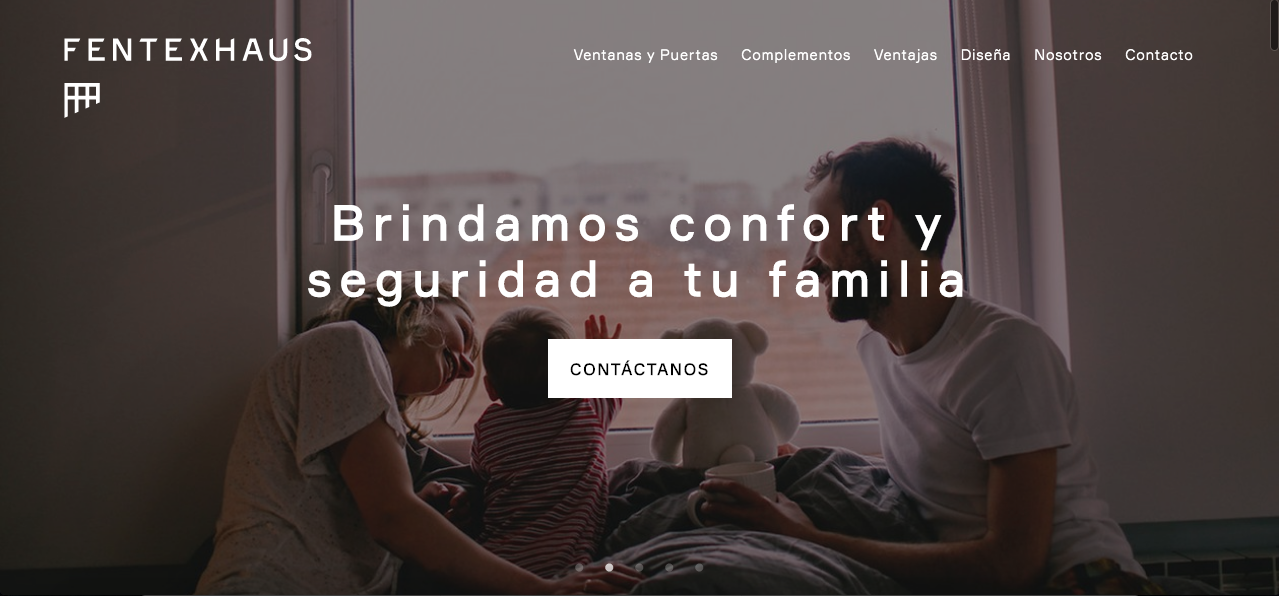 FENTEXHAUS
Ventanas y Puertas Complementos Ventajas Diseña Nosotros Contacto
Brindamos confort y
seguridad a tu familia
CONTÁCTANOS